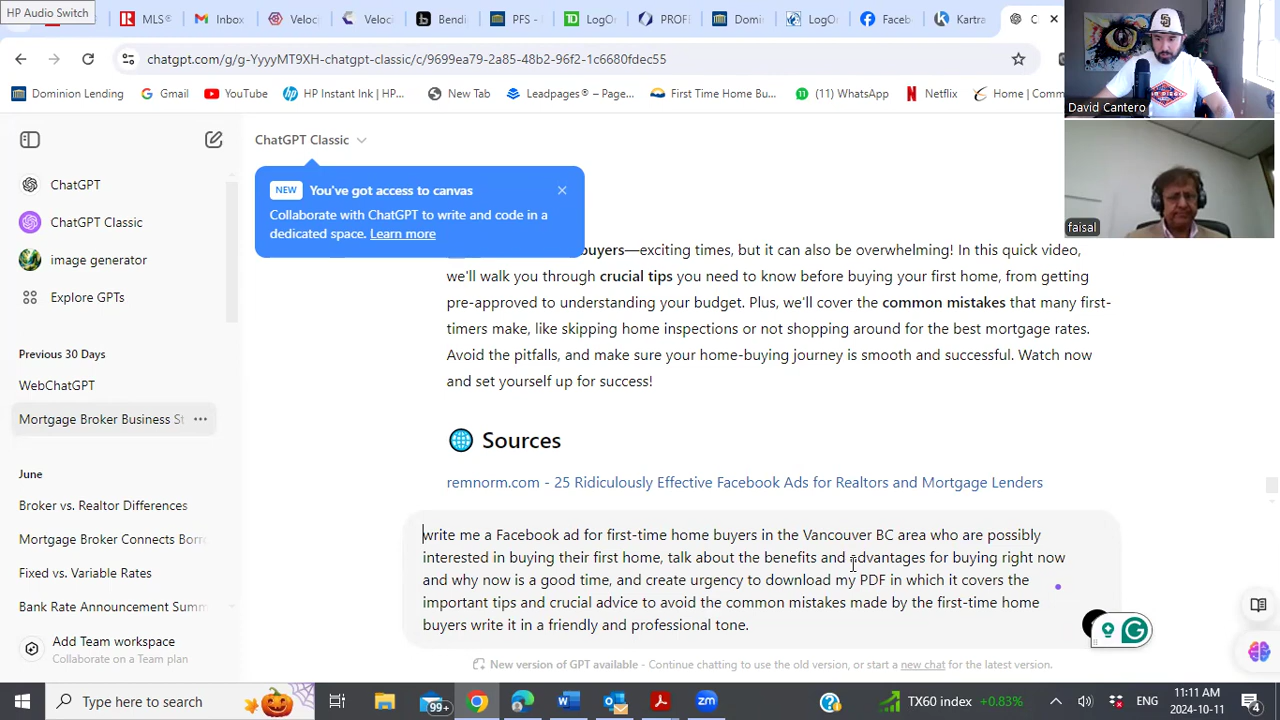 HP Audio Switch
MLS®
Inbox
Veloc
Veloci
Bendi
PFS -
LogOn
PROFI
Domi
LogOn
Faceb
Kartra
C
chatgpt.com/g/g-YyyyMT9XH-chatgpt-classic/c/9699ed79-2a85-48b2-96f2-1c6680fdec55
Dominion Lending
Gmail
YouTube
HP Instant Ink | HP...
New Tab
Leadpages® – Page...
First Time Home Bu...
(11) WhatsApp
Netflix
Home | Comm
David Cantero
faisal
ChatGPT
ChatGPT Classic
image generator
Explore GPTs
Previous 30 Days
WebChatGPT
Mortgage Broker Business St
June
Broker vs. Realtor Differences
Mortgage Broker Connects Borro
Fixed vs. Variable Rates
Bank Rate Announcement Summ
Add Team workspace
Collaborate on a Team plan
ChatGPT Classic
NEW You've got access to canvas
Collaborate with ChatGPT to write and code in a
dedicated space. Learn more
buyers—exciting times, but it can also be overwhelming! In this quick video,
we'll walk you through crucial tips you need to know before buying your first home, from getting
pre-approved to understanding your budget. Plus, we'll cover the common mistakes that many first-
timers make, like skipping home inspections or not shopping around for the best mortgage rates.
Avoid the pitfalls, and make sure your home-buying journey is smooth and successful. Watch now
and set yourself up for success!
Sources
remnorm.com - 25 Ridiculously Effective Facebook Ads for Realtors and Mortgage Lenders
write me a Facebook ad for first-time home buyers in the Vancouver BC area who are possibly
interested in buying their first home, talk about the benefits and advantages for buying right now
and why now is a good time, and create urgency to download my PDF in which it covers the
important tips and crucial advice to avoid the common mistakes made by the first-time home
buyers write it in a friendly and professional tone.
New version of GPT available - Continue chatting to use the old version, or start a new chat for the latest version.
Type here to search
99+
TX60 index +0.83%
ENG
11:11 AM
2024-10-11
4